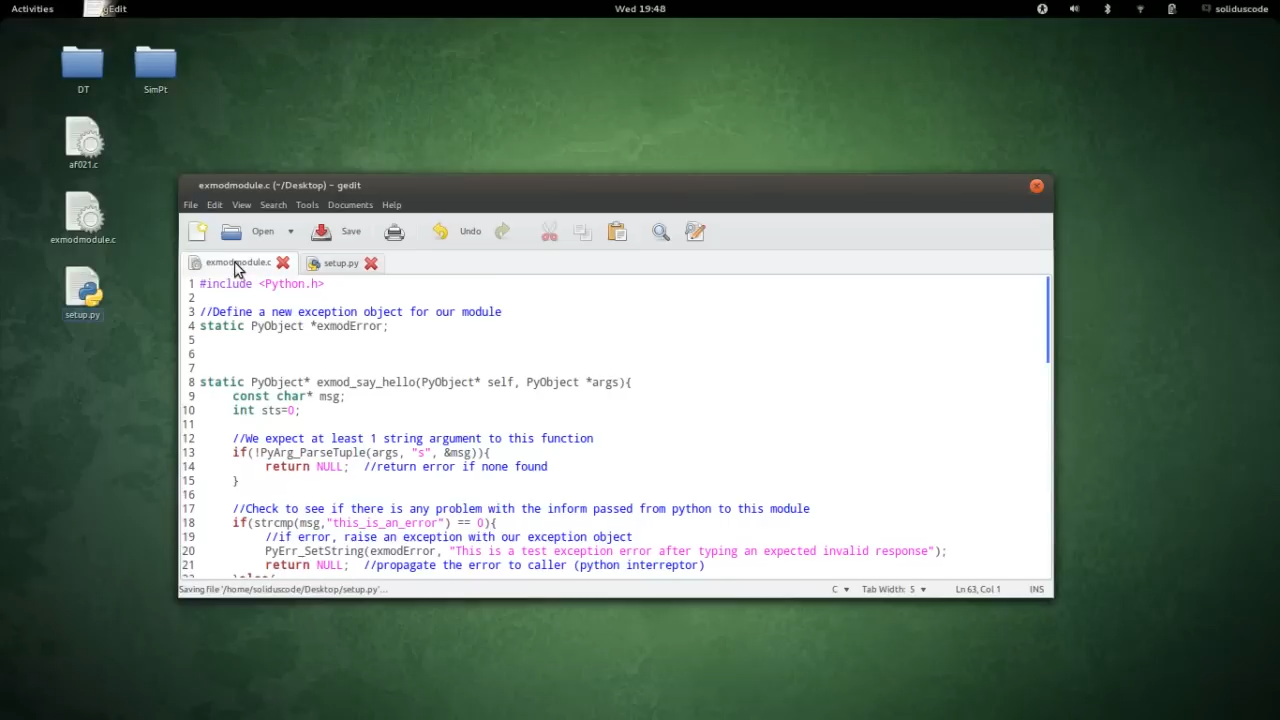 Activities gEdit Wed 19:48 soliduscode
DT SimPt
af021.c
exmodmodule.c
setup.py
exmodmodule.c (~/Desktop) - gedit
File Edit View Search Tools Documents Help
Open Save Undo
exmodmodule.c setup.py
1 #include <Python.h>
2
3 //Define a new exception object for our module
4 static PyObject *exmodError;
5
6
7
8 static PyObject* exmod_say_hello(PyObject* self, PyObject *args){
9 const char* msg;
10 int sts=0;
11
12 //We expect at least 1 string argument to this function
13 if(!PyArg_ParseTuple(args, "s", &msg)){
14 return NULL; //return error if none found
15 }
16
17 //Check to see if there is any problem with the inform passed from python to this module
18 if(strcmp(msg,"this_is_an_error") == 0){
19 //if error, raise an exception with our exception object
20 PyErr_SetString(exmodError, "This is a test exception error after typing an expected invalid response");
21 return NULL; //propagate the error to caller (python interreptor)
22 }else{
Saving file '/home/soliduscode/Desktop/setup.py'... C Tab Width: 5 Ln 63, Col 1 INS